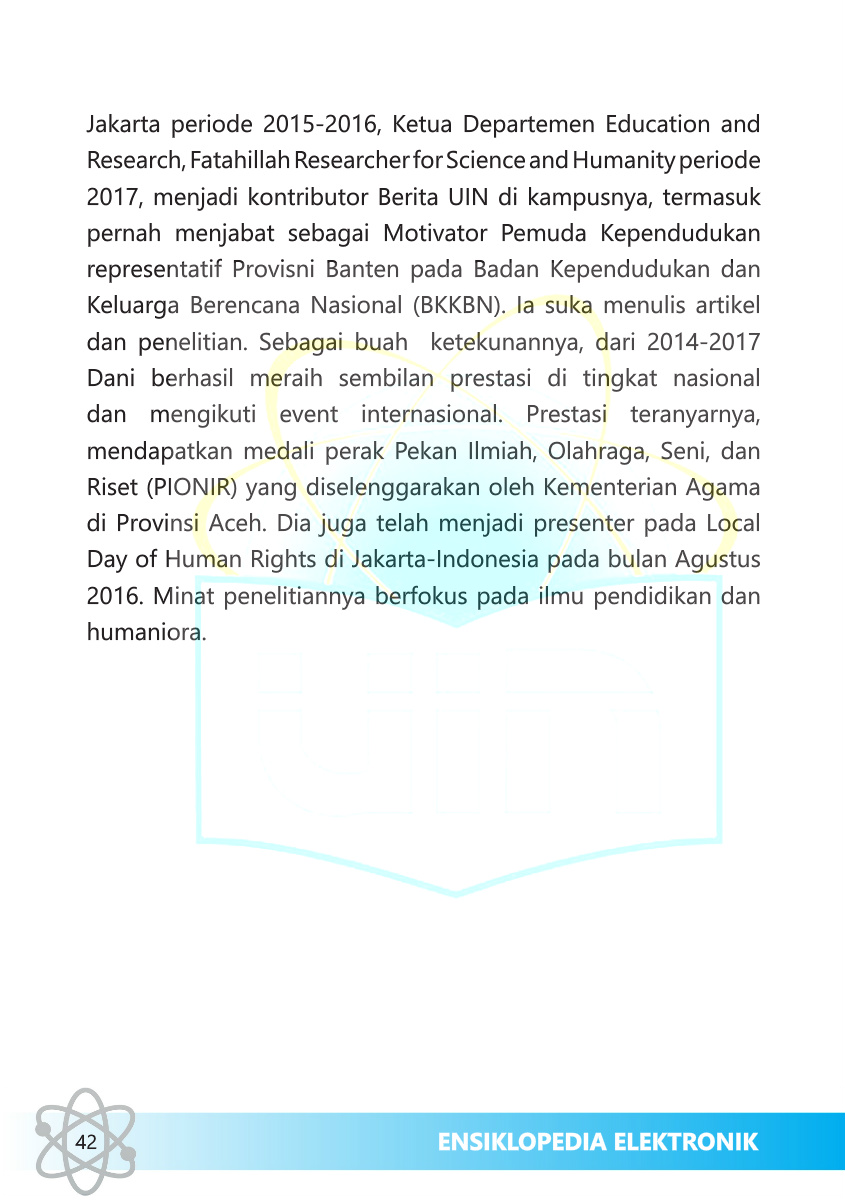 Jakarta periode 2015-2016, Ketua Departemen Education and
Research, Fatahillah Researcher for Science and Humanity periode
2017, menjadi kontributor Berita UIN di kampusnya, termasuk
pernah menjabat sebagai Motivator Pemuda Kependudukan
representatif Provisni Banten pada Badan Kependudukan dan
Keluarga Berencana Nasional (BKKBN). Ia suka menulis artikel
dan penelitian. Sebagai buah ketekunannya, dari 2014-2017
Dani berhasil meraih sembilan prestasi di tingkat nasional
dan mengikuti event internasional. Prestasi teranyarnya,
mendapatkan medali perak Pekan Ilmiah, Olahraga, Seni, dan
Riset (PIONIR) yang diselenggarakan oleh Kementerian Agama
di Provinsi Aceh. Dia juga telah menjadi presenter pada Local
Day of Human Rights di Jakarta-Indonesia pada bulan Agustus
2016. Minat penelitiannya berfokus pada ilmu pendidikan dan
humaniora.
42
ENSIKLOPEDIA ELEKTRONIK